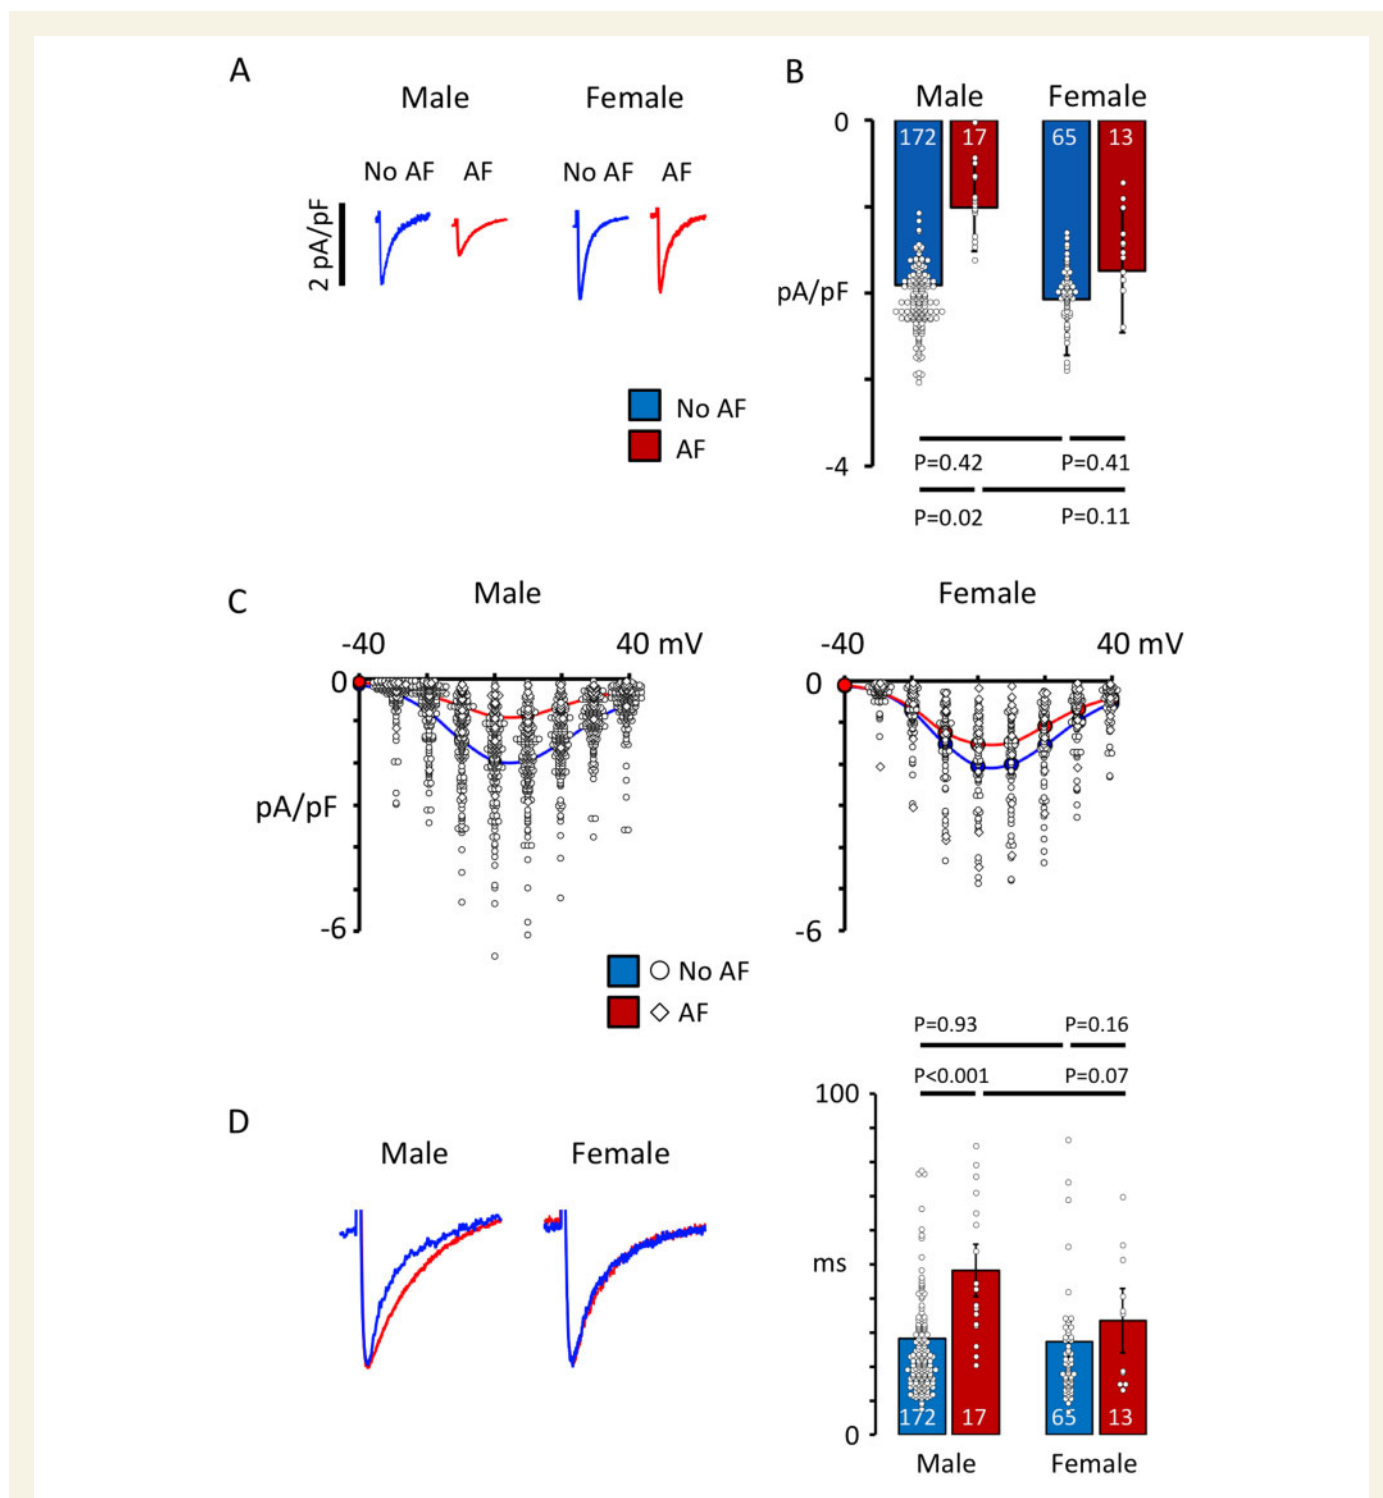 A
Male Female
No AF AF No AF AF
2 pA/pF
B
Male Female
0
172 17 65 13
pA/pF
-4
No AF
AF
P=0.42 P=0.41
P=0.02 P=0.11
C
Male Female
-40 40 mV -40 40 mV
0 0
pA/pF
-6 -6
No AF
AF
D
Male Female
P=0.93 P=0.16
P<0.001 P=0.07
100
ms
172 17 65 13
0
Male Female